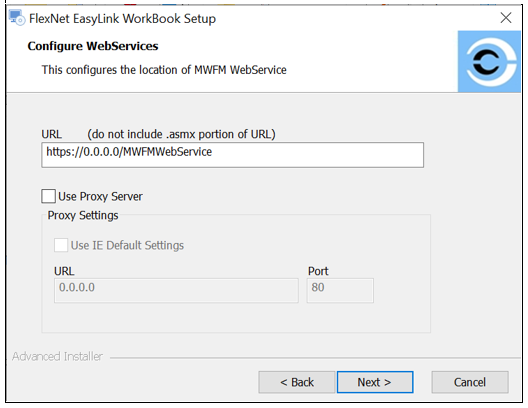 FlexNet EasyLink WorkBook Setup
Configure WebServices
This configures the location of MWFM WebService
URL (do not include .asmx portion of URL)
https://0.0.0.0/MWFMWebService
Use Proxy Server
Proxy Settings
Use IE Default Settings
URL Port
0.0.0.0 80
Advanced Installer
< Back Next > Cancel